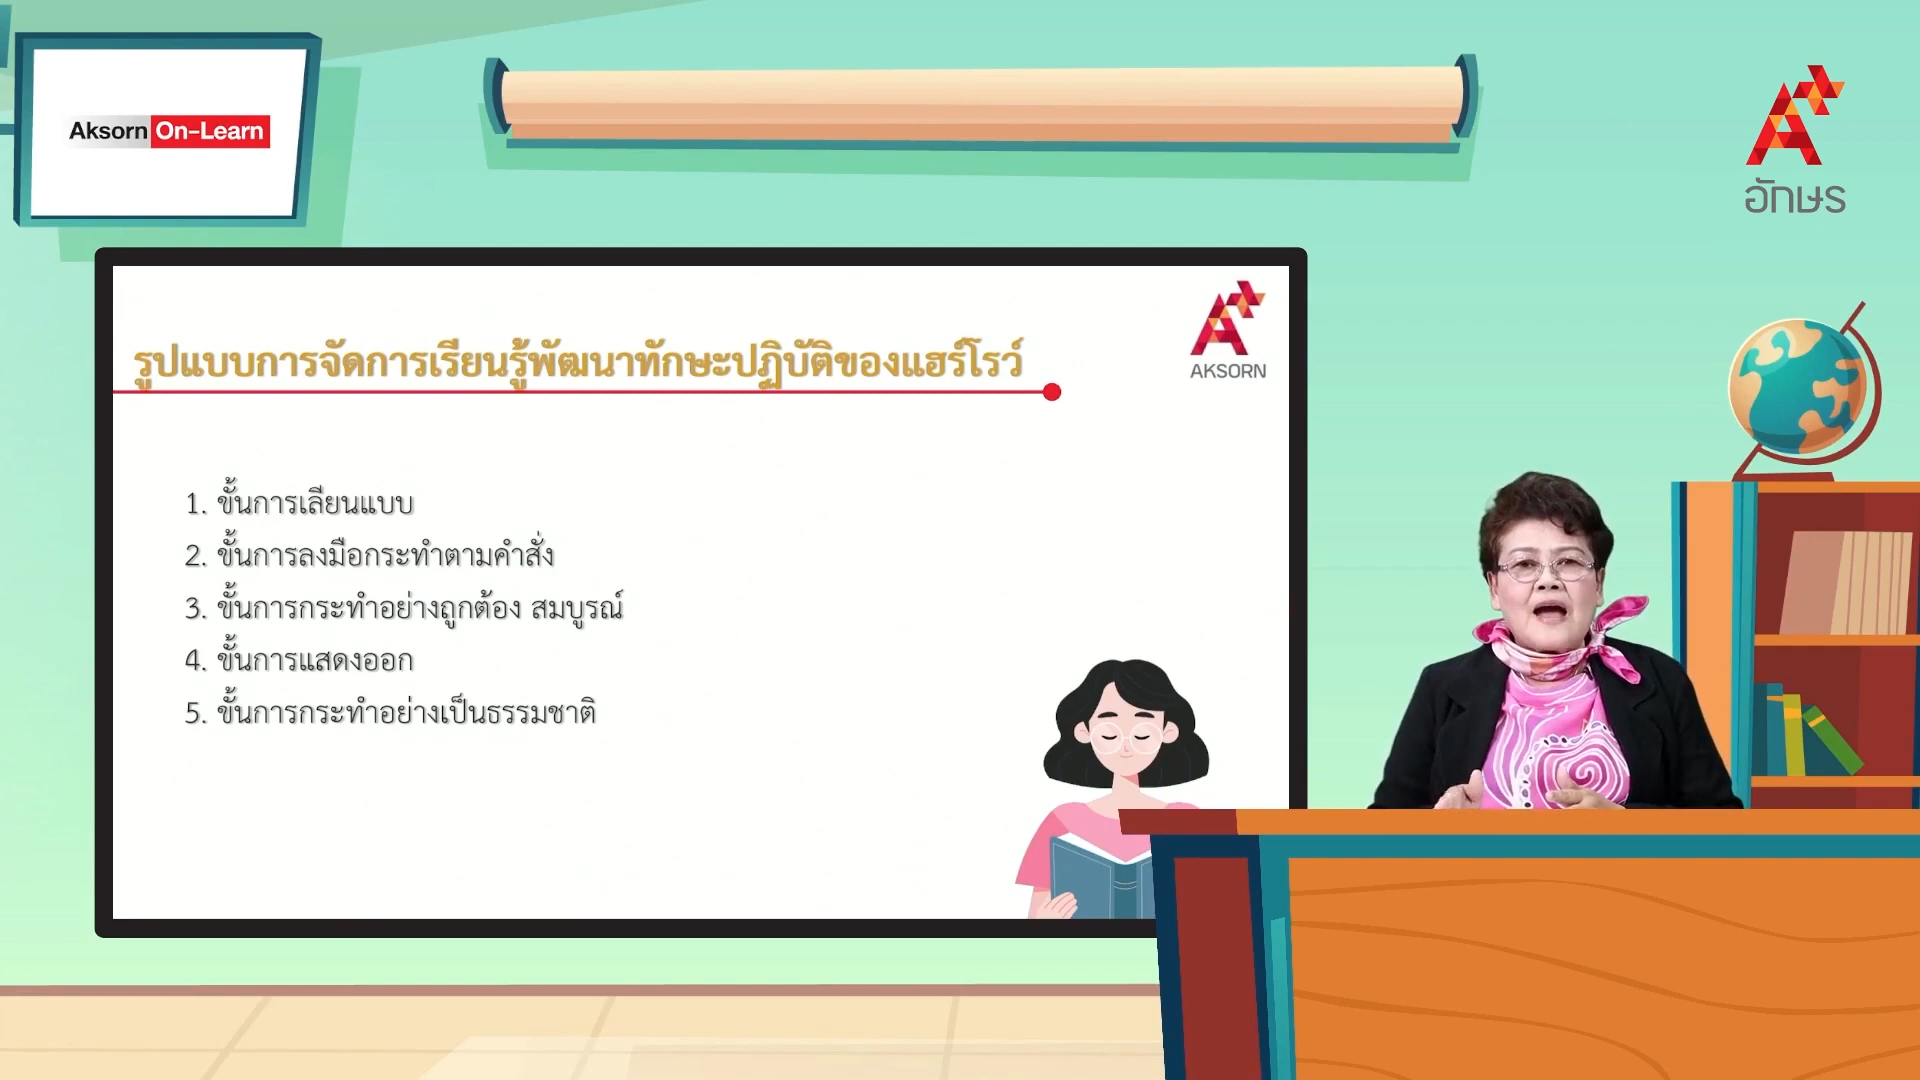 Aksorn On-Learn
อักษร
AKSORN
รูปแบบการจัดการเรียนรู้พัฒนาทักษะปฏิบัติของแฮร์โรว์
1. ขั้นการเลียนแบบ
2. ขั้นการลงมือกระทำตามคำสั่ง
3. ขั้นการกระทำอย่างถูกต้อง สมบูรณ์
4. ขั้นการแสดงออก
5. ขั้นการกระทำอย่างเป็นธรรมชาติ